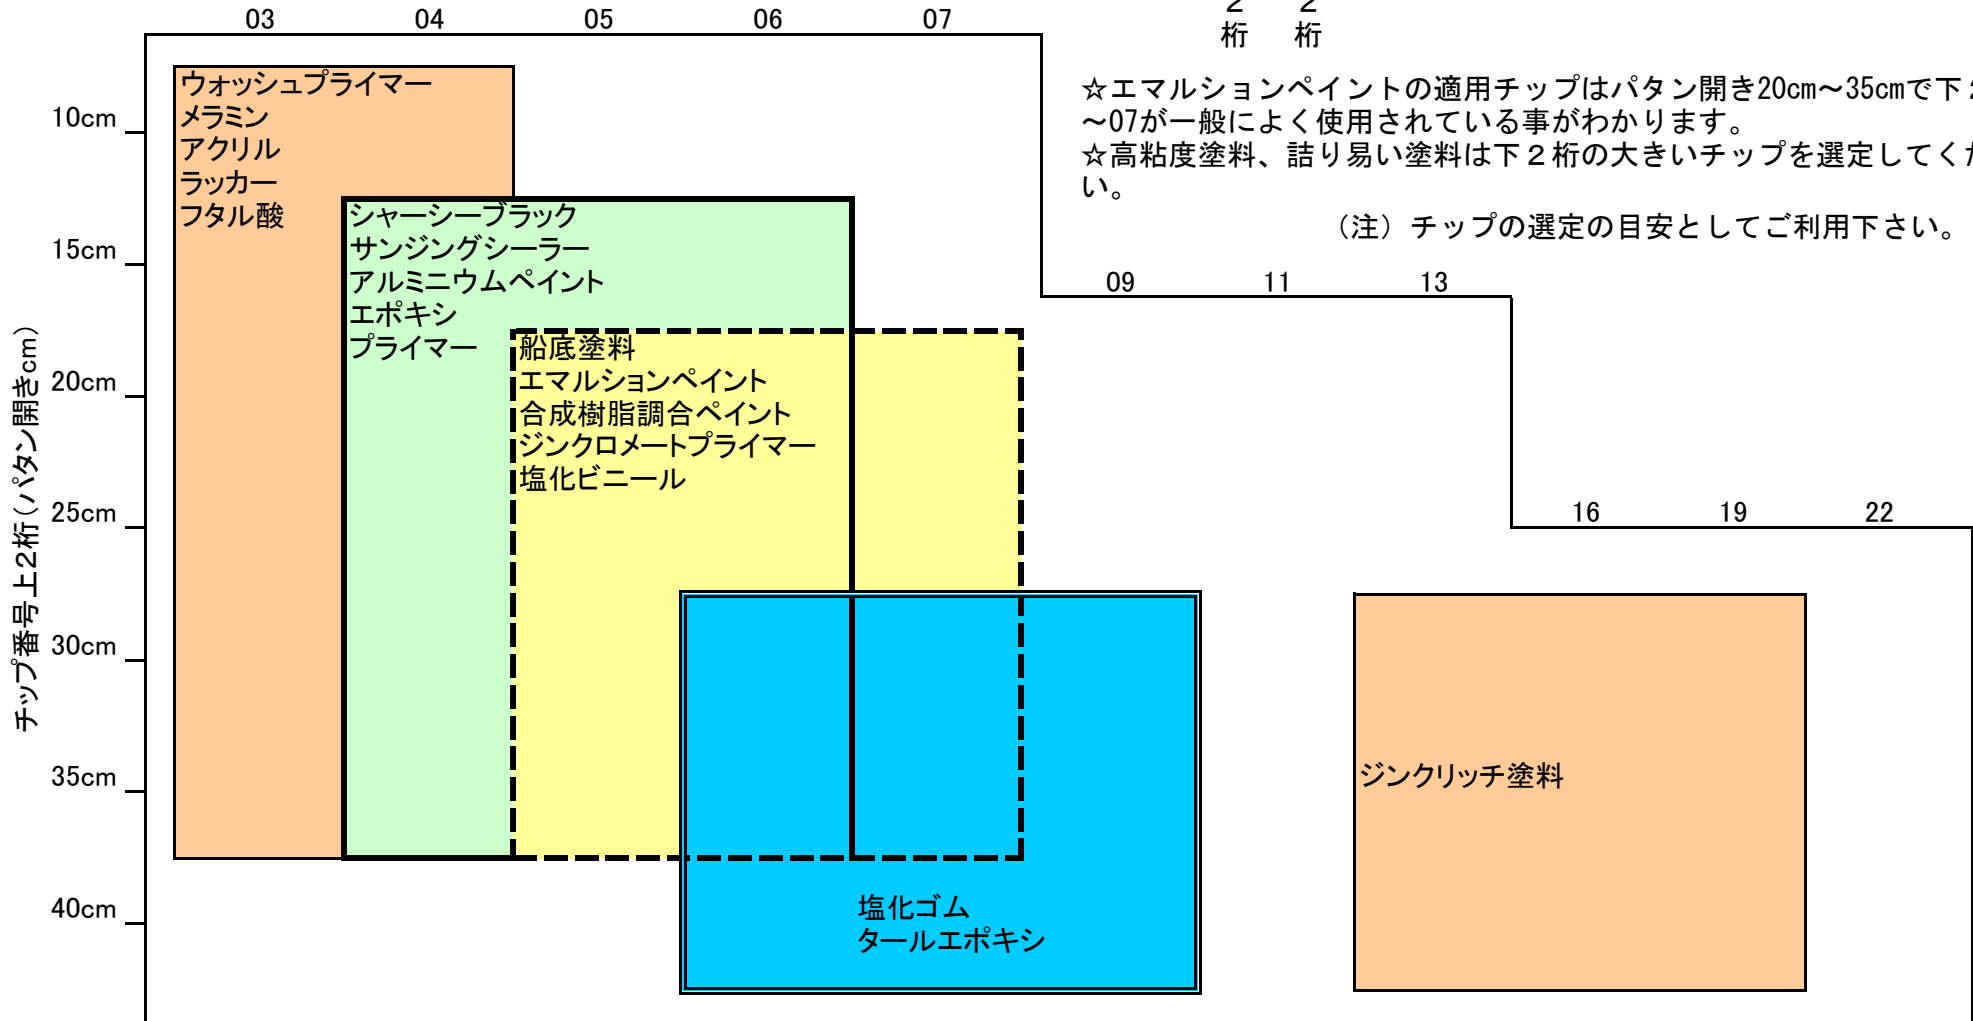 03 04 05 06 07
桁 桁
☆エマルションペイントの適用チップはパタン開き20cm～35cmで下
～07が一般によく使用されている事がわかります。
☆高粘度塗料、詰り易い塗料は下２桁の大きいチップを選定してく
い。
（注）チップの選定の目安としてご利用下さい。
09 11 13
16 19 22
チップ番号上2桁（パタン開きcm）
10cm
15cm
20cm
25cm
30cm
35cm
40cm
ウォッシュプライマー
メラミン
アクリル
ラッカー
フタル酸
シャーシーブラック
サンジングシーラー
アルミニウムペイント
エポキシ
プライマー
船底塗料
エマルションペイント
合成樹脂調合ペイント
ジンクロメートプライマー
塩化ビニール
塩化ゴム
タールエポキシ
ジンクリッチ塗料